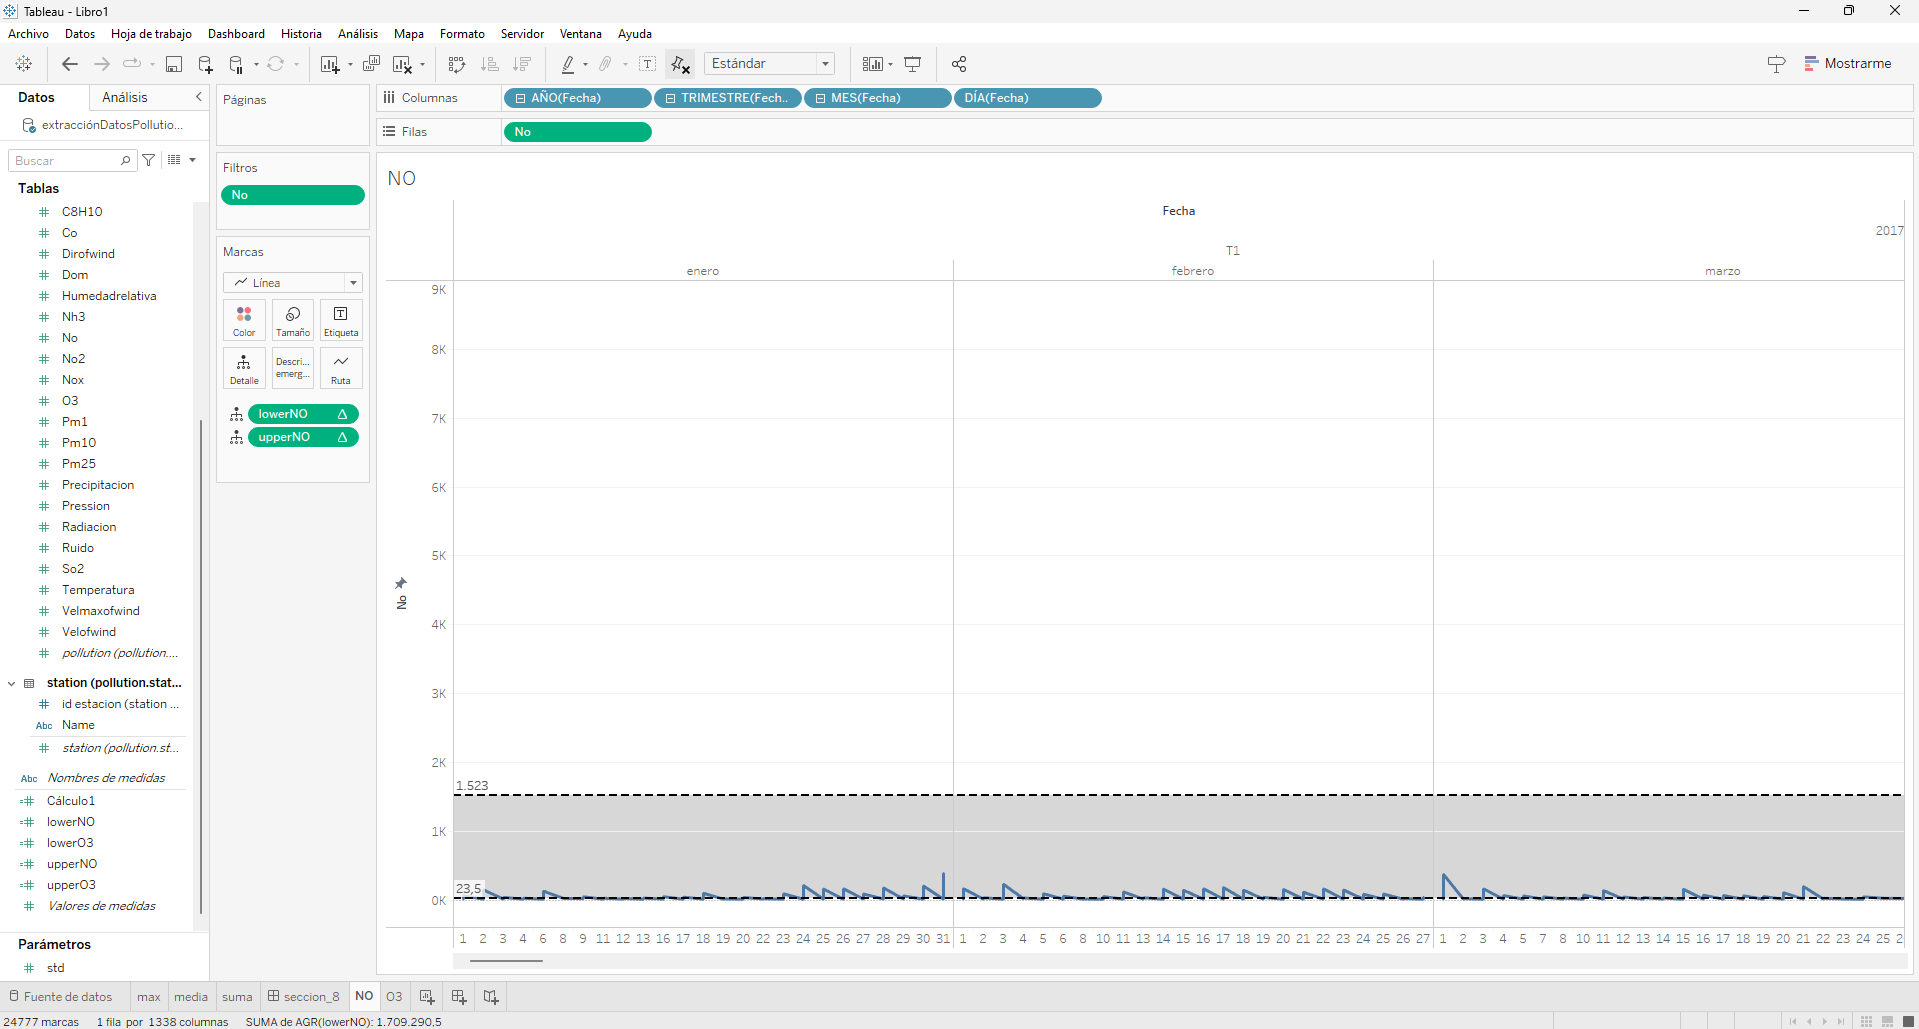 Tableau - Libro1
Archivo Datos Hoja de trabajo Dashboard Historia Análisis Mapa Formato Servidor Ventana Ayuda
Estándar
Mostrarme
Datos Análisis
extracciónDatosPollutio...
Buscar
Tablas
C8H10
Co
Dirofwind
Dom
Humedadrelativa
Nh3
No
No2
Nox
O3
Pm1
Pm10
Pm25
Precipitacion
Pression
Radiacion
Ruido
So2
Temperatura
Velmaxofwind
Velofwind
pollution (pollution....
station (pollution.stat...
id estacion (station ...
Abc Name
station (pollution.st...
Abc Nombres de medidas
Cálculo1
lowerNO
lowerO3
upperNO
upperO3
Valores de medidas
Parámetros
std
Páginas
Filtros
No
Marcas
Línea
Color Tamaño Etiqueta
Detalle Descri... emerg... Ruta
lowerNO Δ
upperNO Δ
Columnas AÑO(Fecha) TRIMESTRE(Fech.. MES(Fecha) DÍA(Fecha)
Filas No
NO
Fecha
2017
T1
enero febrero marzo
9K
8K
7K
6K
5K
4K
3K
2K
1K
0K
No
1.523
23,5
1 2 3 4 6 8 9 11 12 13 16 17 18 19 20 22 23 24 25 26 27 28 29 30 31 1 2 3 4 5 6 8 10 11 13 14 15 16 17 18 19 20 21 22 23 24 25 26 27 1 2 3 4 5 7 8 10 11 12 13 14 15 16 17 18 19 20 21 22 23 24 25 2
Fuente de datos max media suma seccion_8 NO O3
24777 marcas 1 fila por 1338 columnas SUMA de AGR(lowerNO): 1.709.290,5